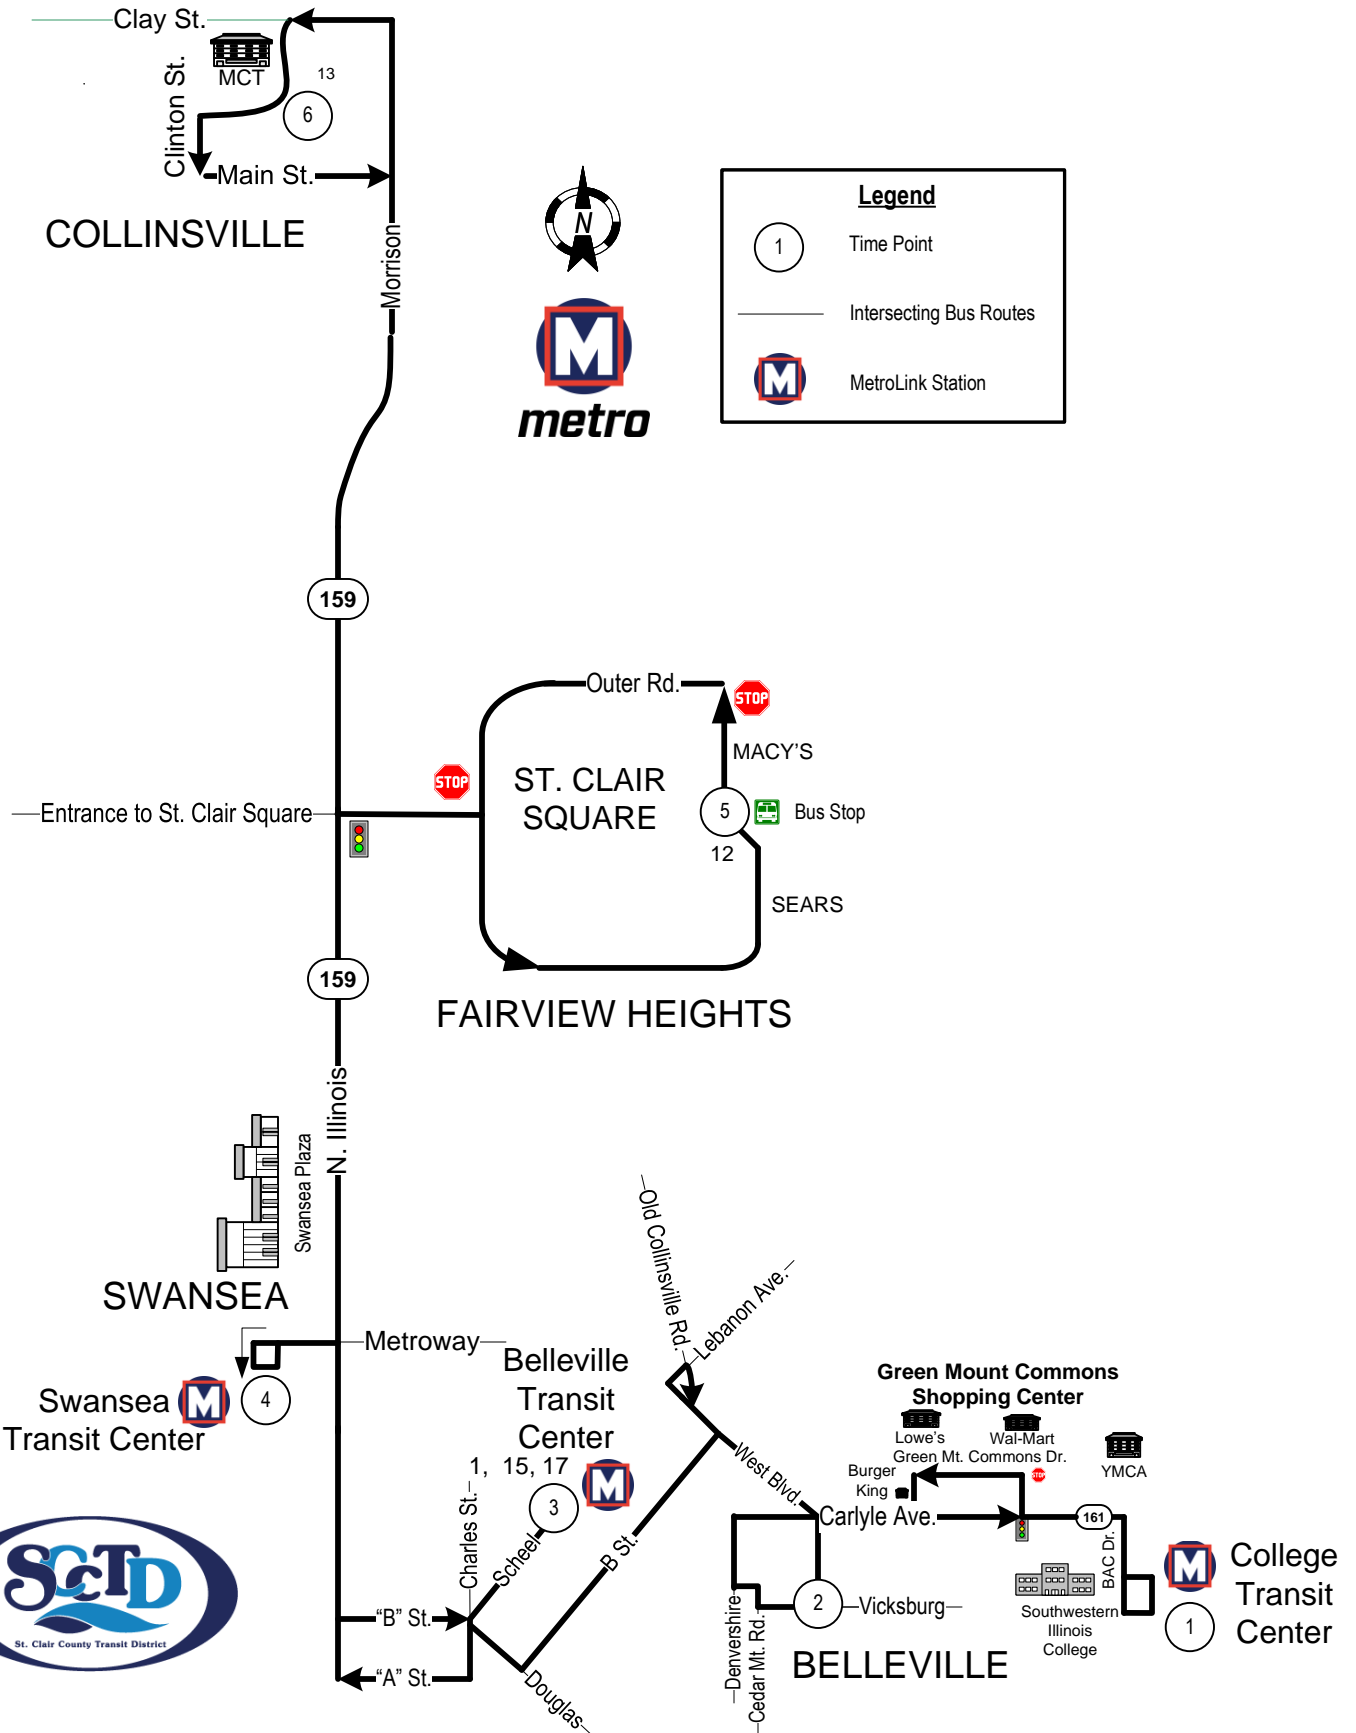 Clay St.
MCT
13
6
Clinton St.
Main St.
COLLINSVILLE
Morrison
N
M
metro
Legend
1
Time Point
Intersecting Bus Routes
M
MetroLink Station
159
Outer Rd.
STOP
MACY'S
STOP
ST. CLAIR
SQUARE
Entrance to St. Clair Square
5
Bus Stop
12
SEARS
159
FAIRVIEW HEIGHTS
N. Illinois
Swansea Plaza
SWANSEA
Metroway
Swansea
Transit Center
M
4
Belleville
Transit
Center
M
1, 15, 17
3
Charles St.
Scheel
B St.
"B" St.
"A" St.
Douglas
Old Collinsville Rd.
Lebanon Ave.
West Blvd.
Green Mount Commons
Shopping Center
Lowe's
Wal-Mart
Green Mt. Commons Dr.
STOP
YMCA
Burger
King
Carlyle Ave.
161
BAC Dr.
M
College
Transit
Center
1
Southwestern
Illinois
College
2
Vicksburg
Denvershire
Cedar Mt. Rd.
BELLEVILLE
SCCTD
St. Clair County Transit District